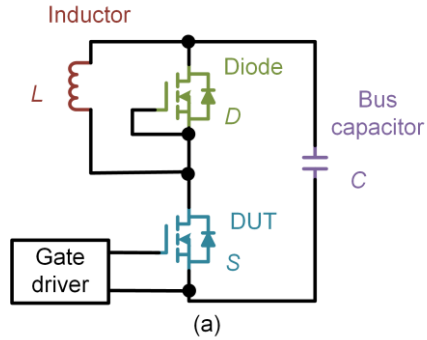 Inductor
Diode
L
D
Bus
capacitor
C
DUT
S
Gate
driver
(a)